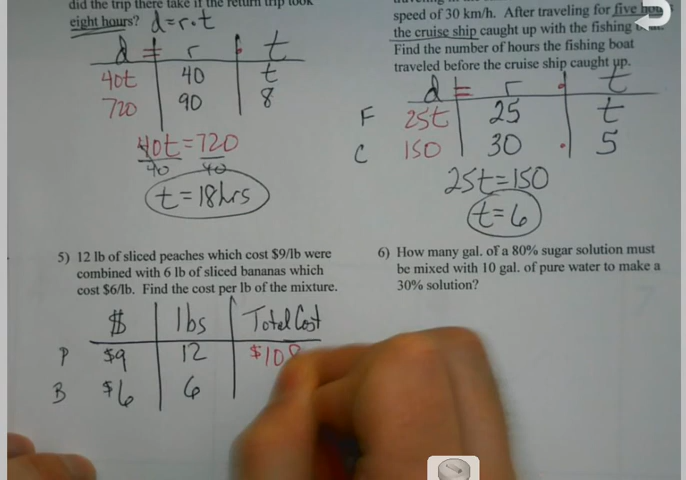 did the trip there take if the return trip took
eight hours? d=r·t
d = r · t
40t 40 t
720 90 8
40t = 720
40 40
t = 18hrs
speed of 30 km/h. After traveling for five
the cruise ship caught up with the fishing
Find the number of hours the fishing boat
traveled before the cruise ship caught up.
d = r · t
F 25t 25 t
C 150 30 · 5
25t = 150
t = 6
5) 12 lb of sliced peaches which cost $9/lb were
combined with 6 lb of sliced bananas which
cost $6/lb. Find the cost per lb of the mixture.
$ lbs Total Cost
P $9 12 $108
B $6 6
6) How many gal. of a 80% sugar solution must
be mixed with 10 gal. of pure water to make a
30% solution?